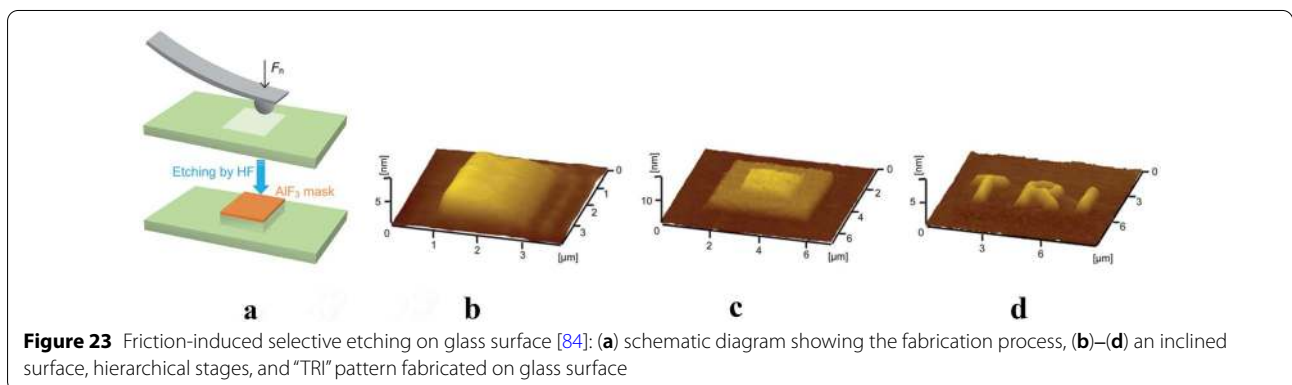 Fn
Etching by HF
AlF3 mask
[nm]
5
0
1
2
3
[µm]
0
1
2
3
[nm]
10
0
2
4
6
[µm]
0
2
4
6
[nm]
5
0
3
6
[µm]
0
3
6
TRI
a
b
c
d
Figure 23 Friction-induced selective etching on glass surface [84]: (a) schematic diagram showing the fabrication process, (b)–(d) an inclined
surface, hierarchical stages, and “TRI” pattern fabricated on glass surface